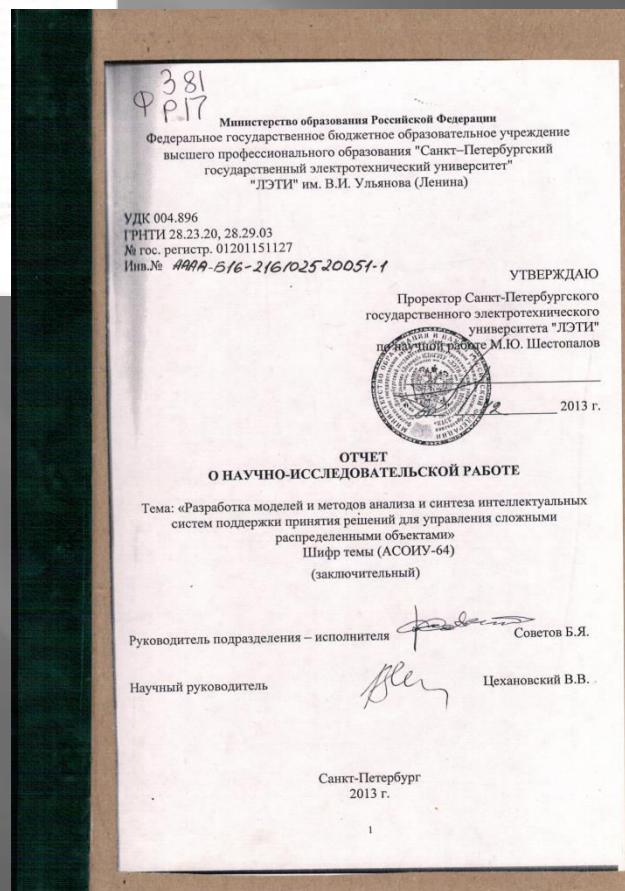 Ф 381
Р17
Министерство образования Российской Федерации
Федеральное государственное бюджетное образовательное учреждение
высшего профессионального образования "Санкт–Петербургский
государственный электротехнический университет"
"ЛЭТИ" им. В.И. Ульянова (Ленина)
УДК 004.896
ГРНТИ 28.23.20, 28.29.03
№ гос. регистр. 01201151127
Инв.№ АААА-Б16-216102520051-1
УТВЕРЖДАЮ
Проректор Санкт-Петербургского
государственного электротехнического
университета "ЛЭТИ"
по научной работе М.Ю. Шестопалов
12 2013 г.
ОТЧЕТ
О НАУЧНО-ИССЛЕДОВАТЕЛЬСКОЙ РАБОТЕ
Тема: «Разработка моделей и методов анализа и синтеза интеллектуальных
систем поддержки принятия решений для управления сложными
распределенными объектами»
Шифр темы (АСОИУ-64)
(заключительный)
Руководитель подразделения – исполнителя Советов Б.Я.
Научный руководитель Цехановский В.В.
Санкт-Петербург
2013 г.
1